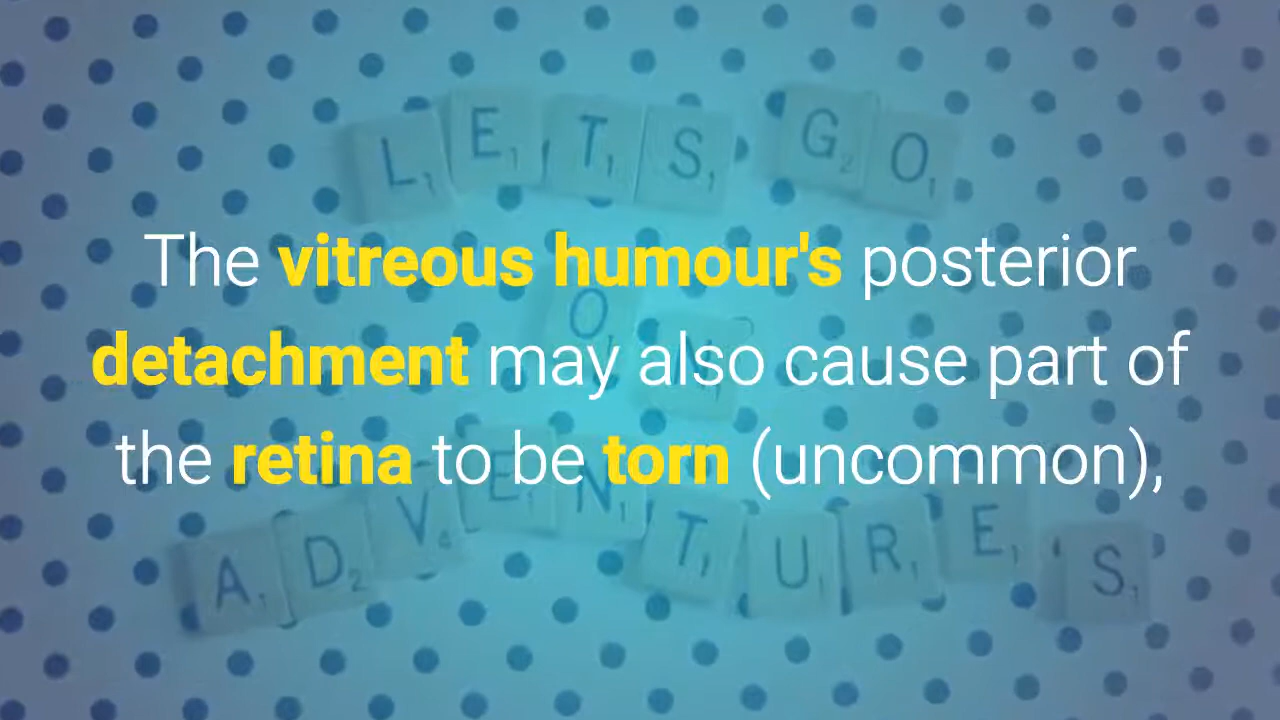 LETS GO
The vitreous humour's posterior
ON
detachment may also cause part of
the retina to be torn (uncommon),
ADVENTURES